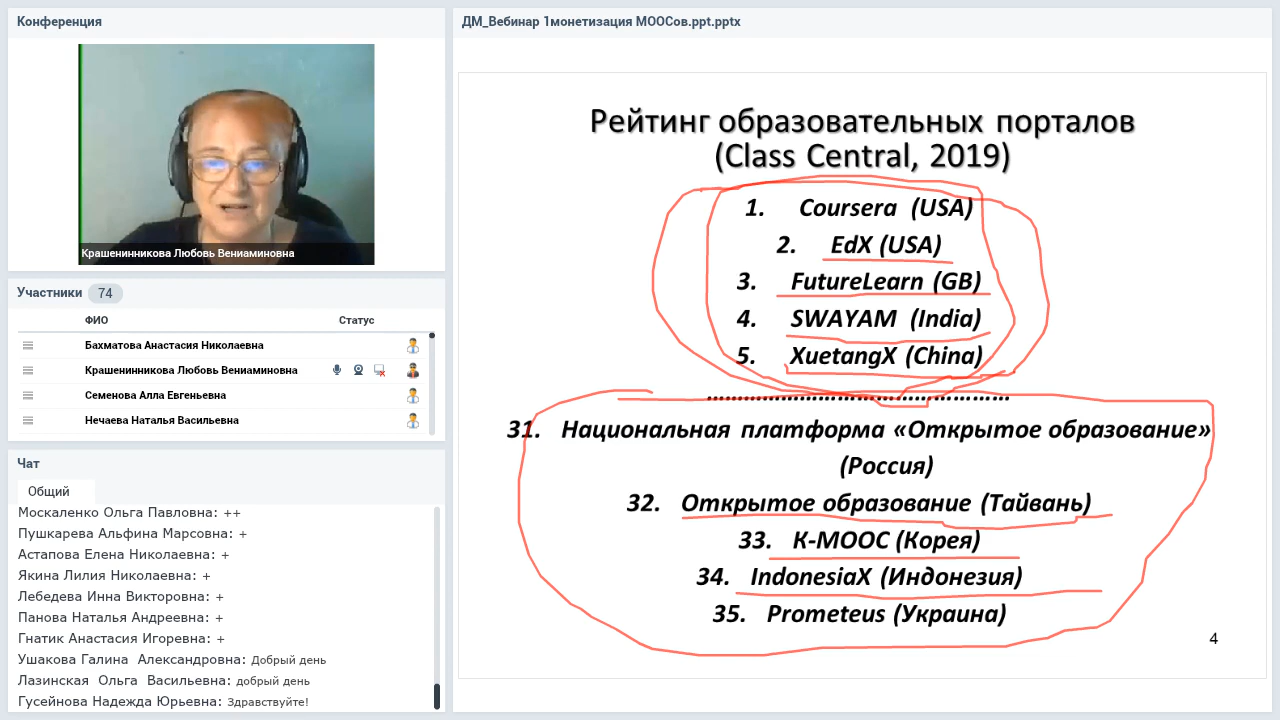 Конференция
Крашенинникова Любовь Вениаминовна
Участники 74
ФИО Статус
Бахматова Анастасия Николаевна
Крашенинникова Любовь Вениаминовна
Семенова Алла Евгеньевна
Нечаева Наталья Васильевна
Чат
Общий
Москаленко Ольга Павловна: ++
Пушкарева Альфина Марсовна: +
Астапова Елена Николаевна: +
Якина Лилия Николаевна: +
Лебедева Инна Викторовна: +
Панова Наталья Андреевна: +
Гнатик Анастасия Игоревна: +
Ушакова Галина Александровна: Добрый день
Лазинская Ольга Васильевна: добрый день
Гусейнова Надежда Юрьевна: Здравствуйте!
ДМ_Вебинар 1монетизация МООСов.ppt.pptx
Рейтинг образовательных порталов
(Class Central, 2019)
1. Coursera (USA)
2. EdX (USA)
3. FutureLearn (GB)
4. SWAYAM (India)
5. XuetangX (China)
………………………………………
31. Национальная платформа «Открытое образование»
(Россия)
32. Открытое образование (Тайвань)
33. К-МООС (Корея)
34. IndonesiaX (Индонезия)
35. Prometeus (Украина)
4